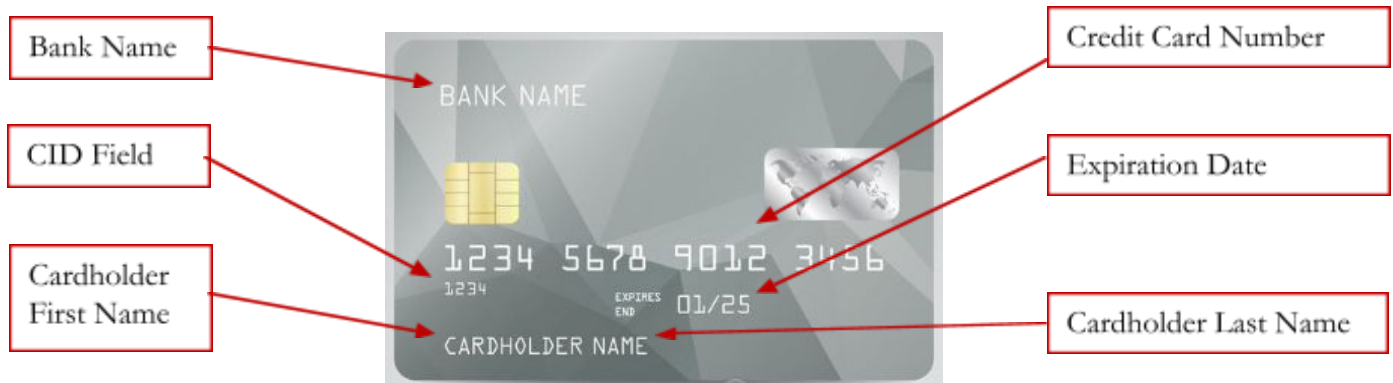 Bank Name
CID Field
Cardholder
First Name
BANK NAME
1234 5678 9012 3456
1234
EXPIRES
END
01/25
CARDHOLDER NAME
Credit Card Number
Expiration Date
Cardholder Last Name